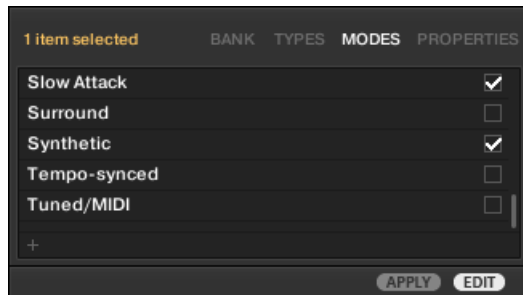 1 item selected BANK TYPES MODES PROPERTIES
Slow Attack
Surround
Synthetic
Tempo-synced
Tuned/MIDI
+
APPLY EDIT